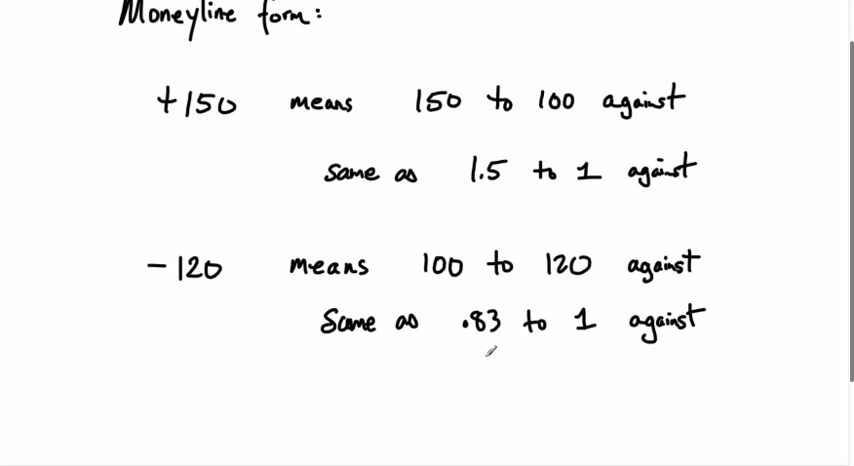 Moneyline form:
+150 means 150 to 100 against
same as 1.5 to 1 against
-120 means 100 to 120 against
Same as .83 to 1 against